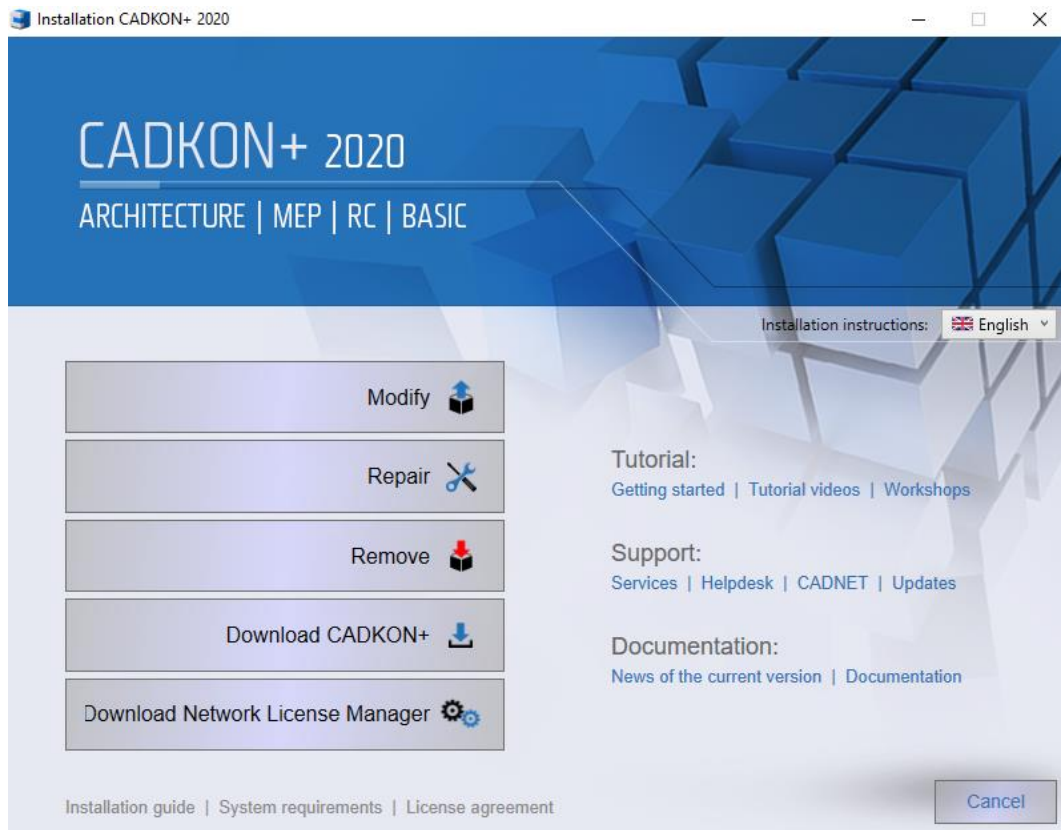 Installation CADKON+ 2020
CADKON+ 2020
ARCHITECTURE | MEP | RC | BASIC
Installation instructions: English
Modify
Repair
Remove
Download CADKON+
Download Network License Manager
Tutorial:
Getting started | Tutorial videos | Workshops
Support:
Services | Helpdesk | CADNET | Updates
Documentation:
News of the current version | Documentation
Installation guide | System requirements | License agreement
Cancel